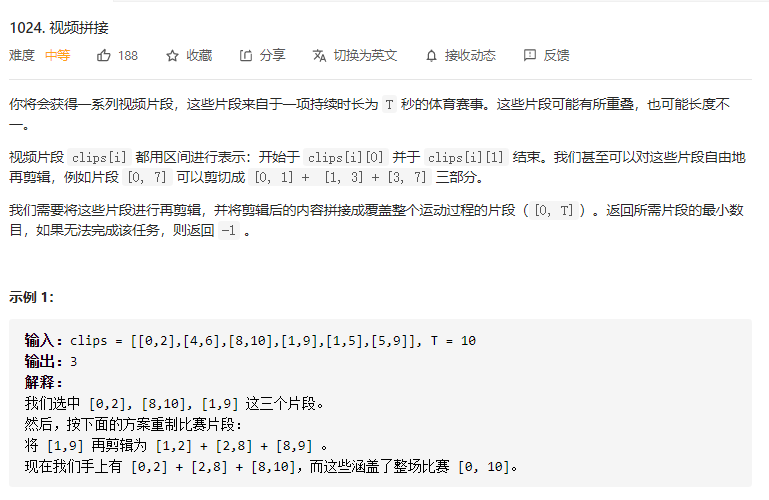 1024. 视频拼接
难度 中等 188 收藏 分享 切换为英文 接收动态 反馈
你将会获得一系列视频片段，这些片段来自于一项持续时长为 T 秒的体育赛事。这些片段可能有所重叠，也可能长度不
一。
视频片段 clips[i] 都用区间进行表示：开始于 clips[i][0] 并于 clips[i][1] 结束。我们甚至可以对这些片段自由地
再剪辑，例如片段 [0, 7] 可以剪切成 [0, 1] + [1, 3] + [3, 7] 三部分。
我们需要将这些片段进行再剪辑，并将剪辑后的内容拼接成覆盖整个运动过程的片段（[0, T]）。返回所需片段的最小数
目，如果无法完成该任务，则返回 -1 。
示例 1：
输入：clips = [[0,2],[4,6],[8,10],[1,9],[1,5],[5,9]], T = 10
输出：3
解释：
我们选中 [0,2], [8,10], [1,9] 这三个片段。
然后，按下面的方案重制比赛片段：
将 [1,9] 再剪辑为 [1,2] + [2,8] + [8,9] 。
现在我们手上有 [0,2] + [2,8] + [8,10]，而这些涵盖了整场比赛 [0, 10]。